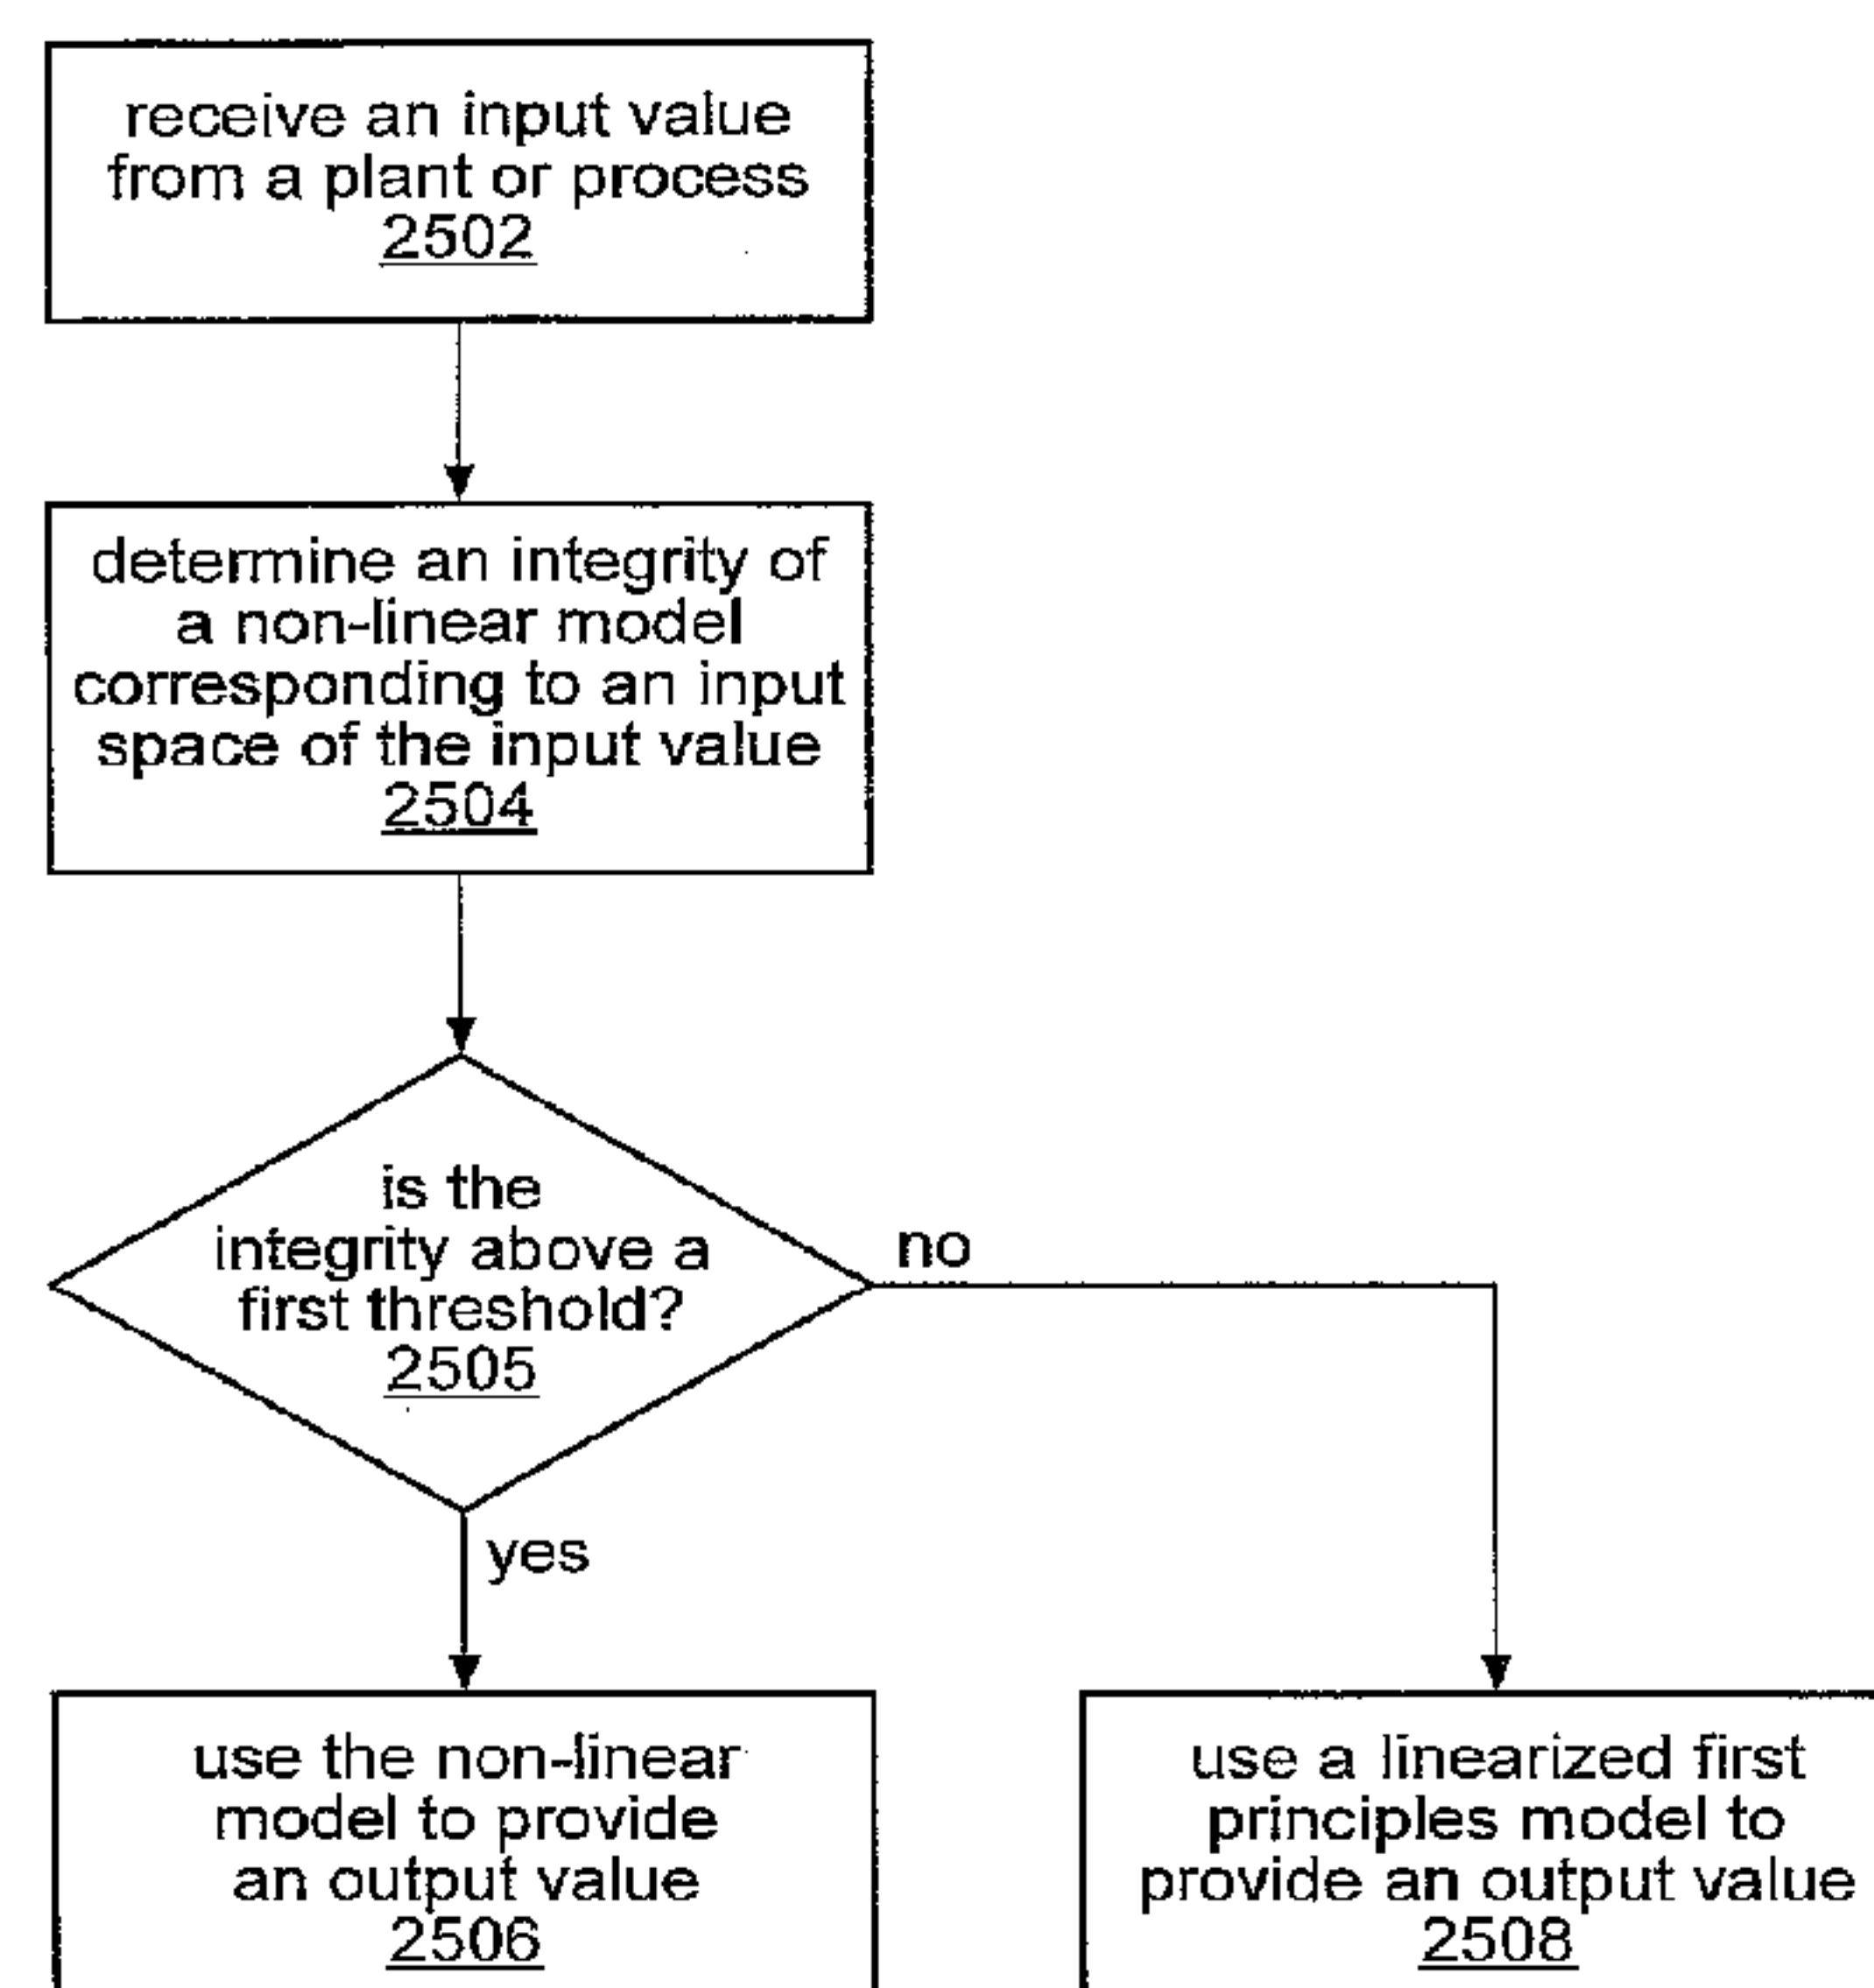 receive an input value
from a plant or process
2502
determine an integrity of
a non-linear model
corresponding to an input
space of the input value
2504
is the
integrity above a
first threshold?
2505
no
yes
use the non-linear
model to provide
an output value
2506
use a linearized first
principles model to
provide an output value
2508